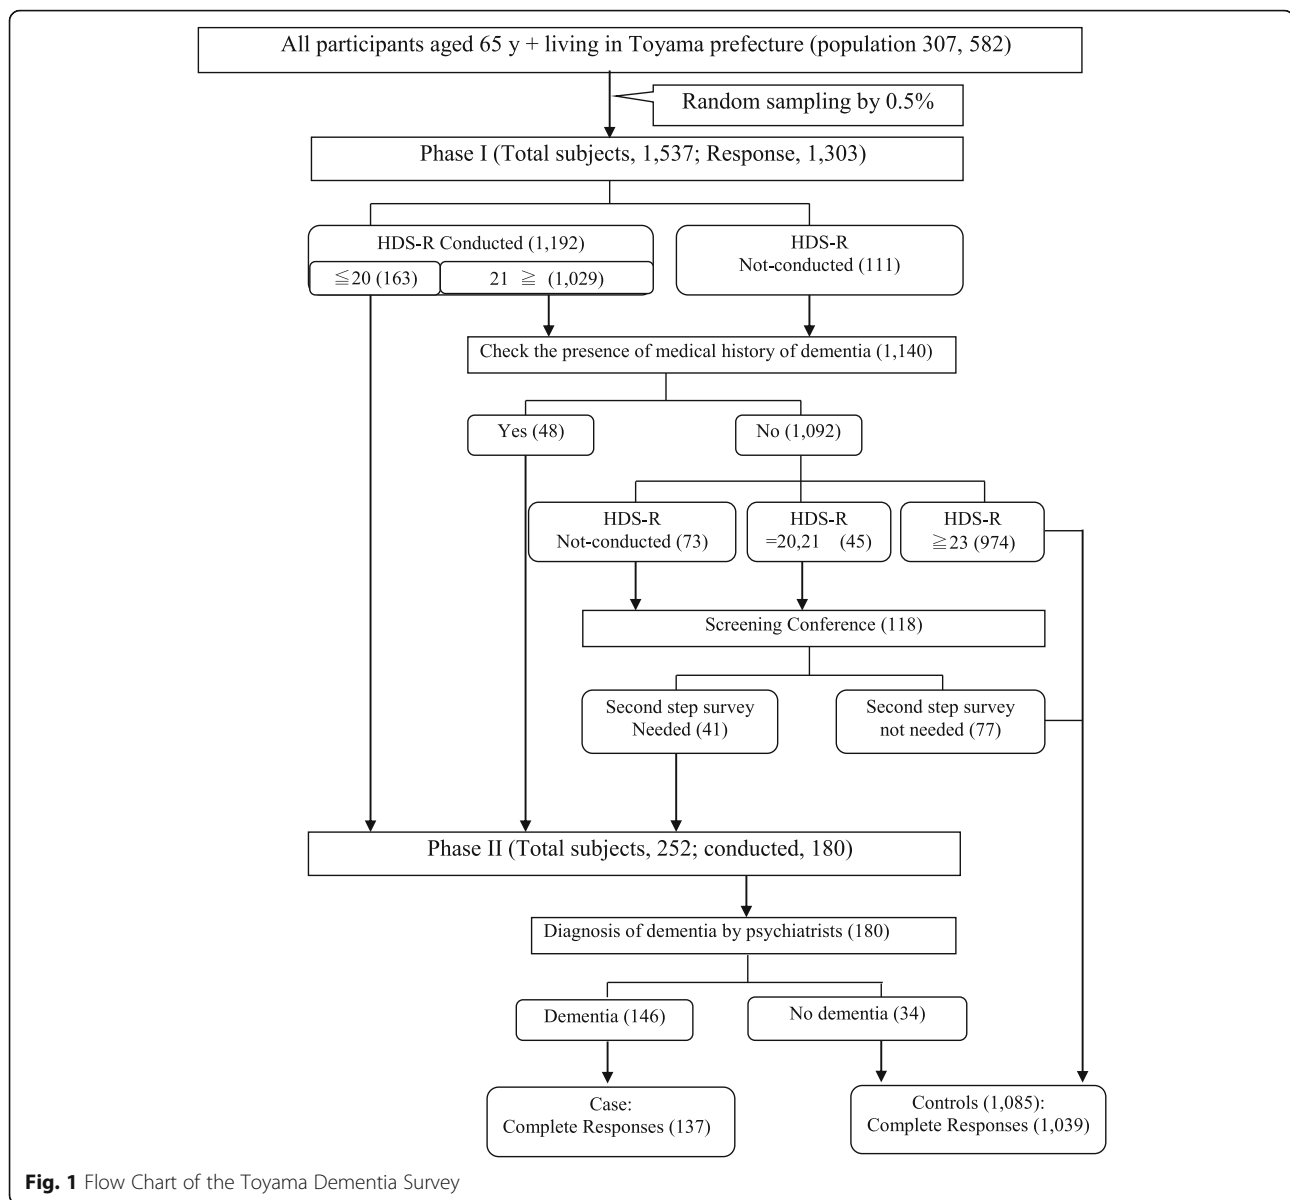 All participants aged 65 y + living in Toyama prefecture (population 307, 582)
Random sampling by 0.5%
Phase I (Total subjects, 1,537; Response, 1,303)
HDS-R Conducted (1,192)
≦20 (163)
21 ≧ (1,029)
HDS-R
Not-conducted (111)
Check the presence of medical history of dementia (1,140)
Yes (48)
No (1,092)
HDS-R
Not-conducted (73)
HDS-R
=20,21 (45)
HDS-R
≧23 (974)
Screening Conference (118)
Second step survey
Needed (41)
Second step survey
not needed (77)
Phase II (Total subjects, 252; conducted, 180)
Diagnosis of dementia by psychiatrists (180)
Dementia (146)
No dementia (34)
Case:
Complete Responses (137)
Controls (1,085):
Complete Responses (1,039)
Fig. 1 Flow Chart of the Toyama Dementia Survey